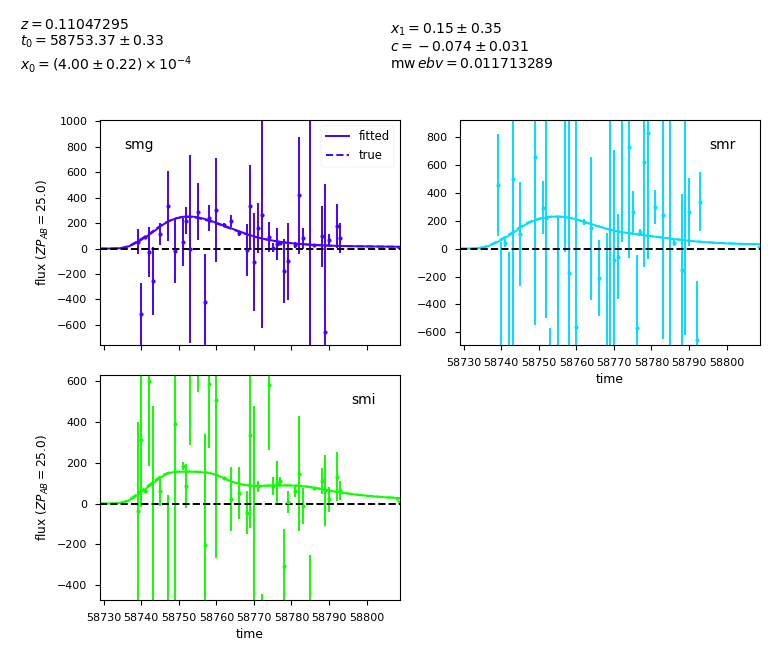 z = 0.11047295
t₀ = 58753.37 ± 0.33
x₀ = (4.00 ± 0.22) × 10⁻⁴
x₁ = 0.15 ± 0.35
c = −0.074 ± 0.031
mw ebv = 0.011713289
smg
fitted
true
1000
800
600
400
200
0
−200
−400
−600
flux (ZP_AB = 25.0)
smr
800
600
400
200
0
−200
−400
−600
58730 58740 58750 58760 58770 58780 58790 58800
time
smi
600
400
200
0
−200
−400
flux (ZP_AB = 25.0)
58730 58740 58750 58760 58770 58780 58790 58800
time